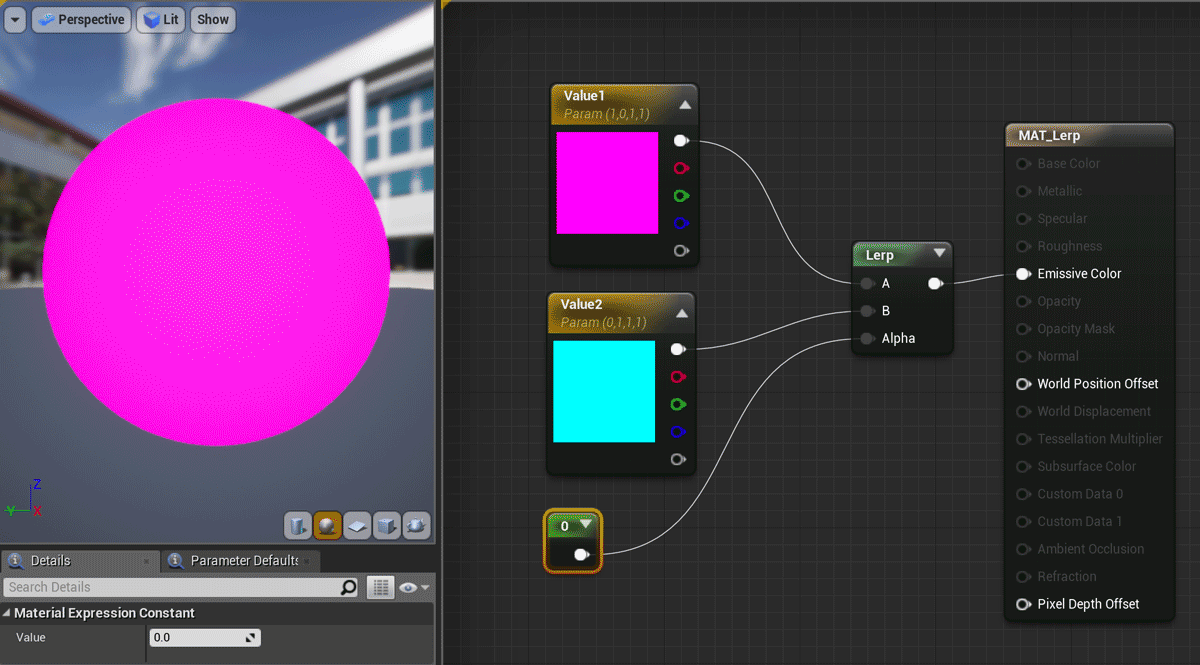 Perspective
Lit
Show
Z
Y
X
Details
Parameter Defaults
Search Details
Material Expression Constant
Value
0.0
Value1
Param (1,0,1,1)
Value2
Param (0,1,1,1)
0
Lerp
A
B
Alpha
MAT_Lerp
Base Color
Metallic
Specular
Roughness
Emissive Color
Opacity
Opacity Mask
Normal
World Position Offset
World Displacement
Tessellation Multiplier
Subsurface Color
Custom Data 0
Custom Data 1
Ambient Occlusion
Refraction
Pixel Depth Offset